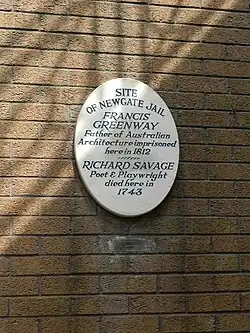 SITE
OF NEWGATE JAIL
FRANCIS
GREENWAY
Father of Australian
Architecture imprisoned
here in 1812
RICHARD SAVAGE
Poet & Playwright
died here in
1743